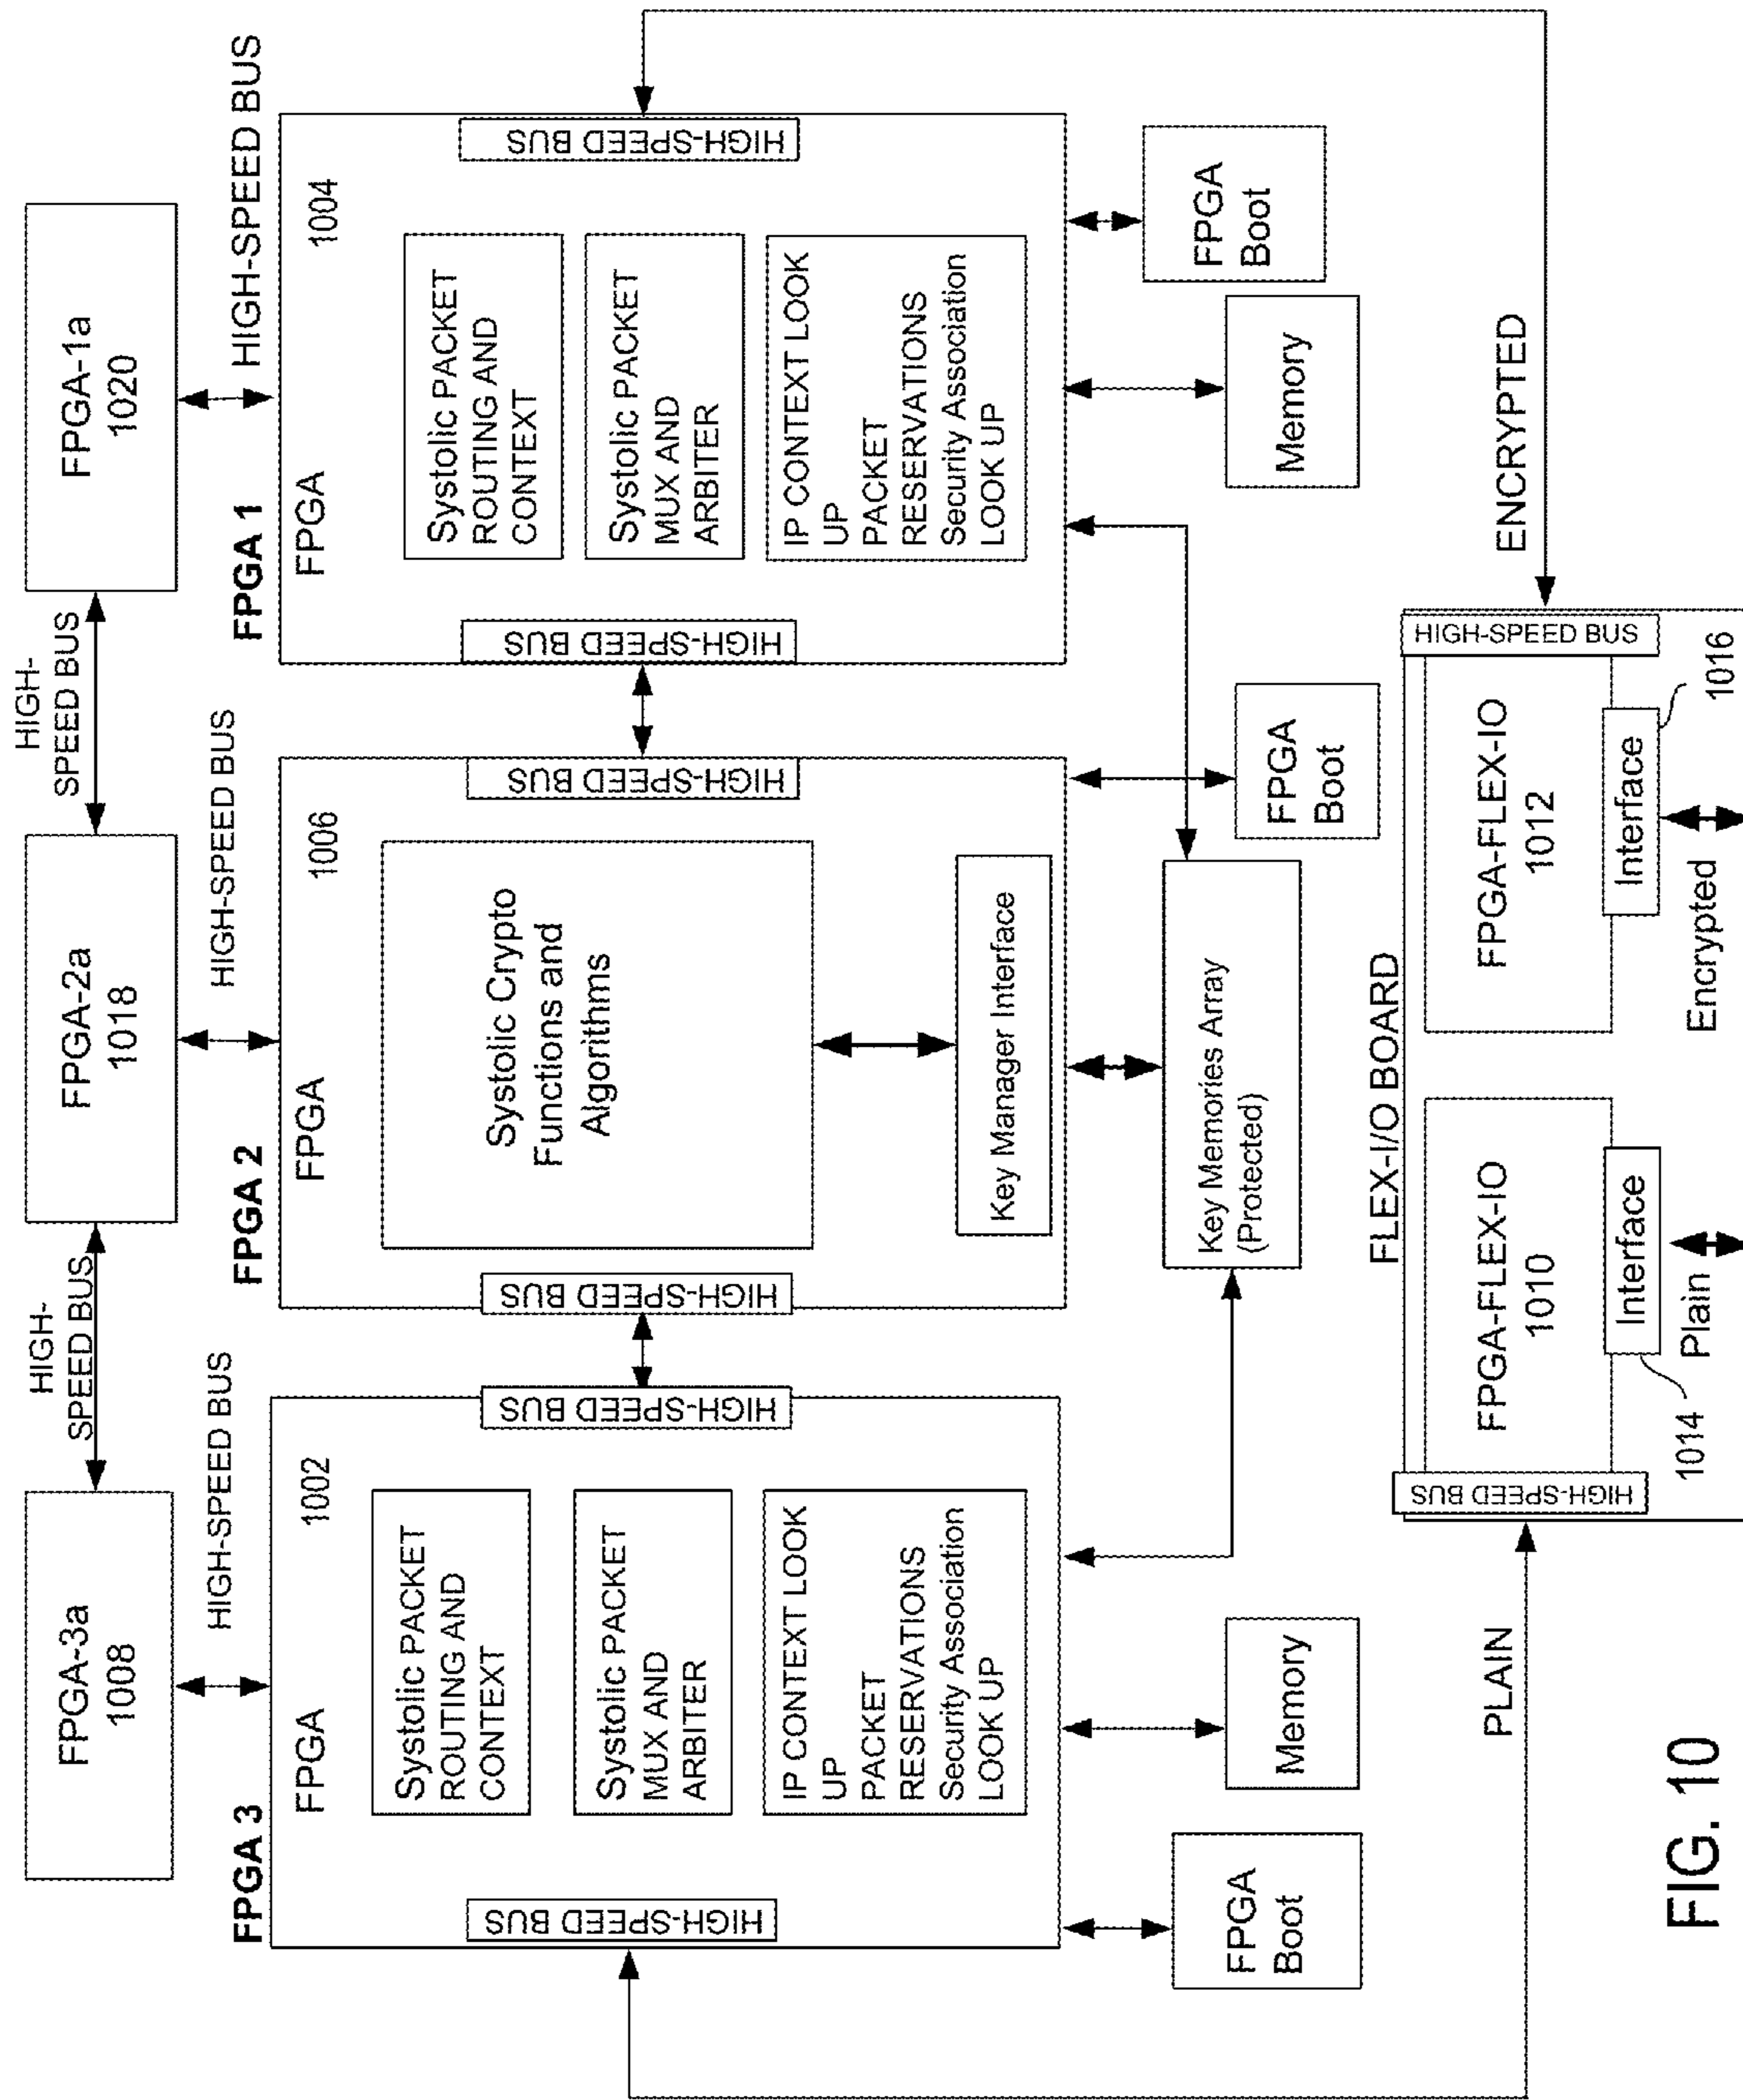 FPGA-3a
1008
HIGH-
SPEED BUS
FPGA-2a
1018
HIGH-
SPEED BUS
FPGA-1a
1020
HIGH-SPEED BUS
HIGH-SPEED BUS
HIGH-SPEED BUS
FPGA 3
FPGA
1002
Systolic PACKET
ROUTING AND
CONTEXT
Systolic PACKET
MUX AND
ARBITER
IP CONTEXT LOOK
UP
PACKET
RESERVATIONS
Security Association
LOOK UP
HIGH-SPEED BUS
HIGH-SPEED BUS
FPGA 2
FPGA
1006
Systolic Crypto
Functions and
Algorithms
Key Manager Interface
HIGH-SPEED BUS
HIGH-SPEED BUS
FPGA 1
FPGA
1004
Systolic PACKET
ROUTING AND
CONTEXT
Systolic PACKET
MUX AND
ARBITER
IP CONTEXT LOOK
UP
PACKET
RESERVATIONS
Security Association
LOOK UP
HIGH-SPEED BUS
HIGH-SPEED BUS
FPGA
Boot
Memory
Key Memories Array
(Protected)
FPGA
Boot
Memory
FPGA
Boot
PLAIN
ENCRYPTED
FLEX-I/O BOARD
HIGH-SPEED BUS
FPGA-FLEX-IO
1010
FPGA-FLEX-IO
1012
HIGH-SPEED BUS
1014
Interface
Interface
1016
Plain
Encrypted
FIG. 10